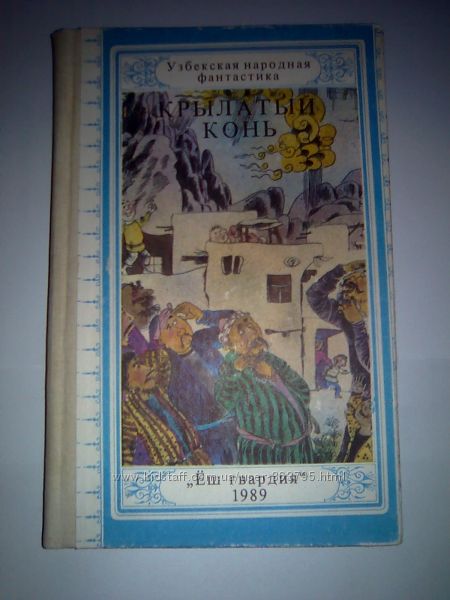 Узбекская народная
фантастика
КРЫЛАТЫЙ
КОНЬ
„Ёш гвардия“
1989